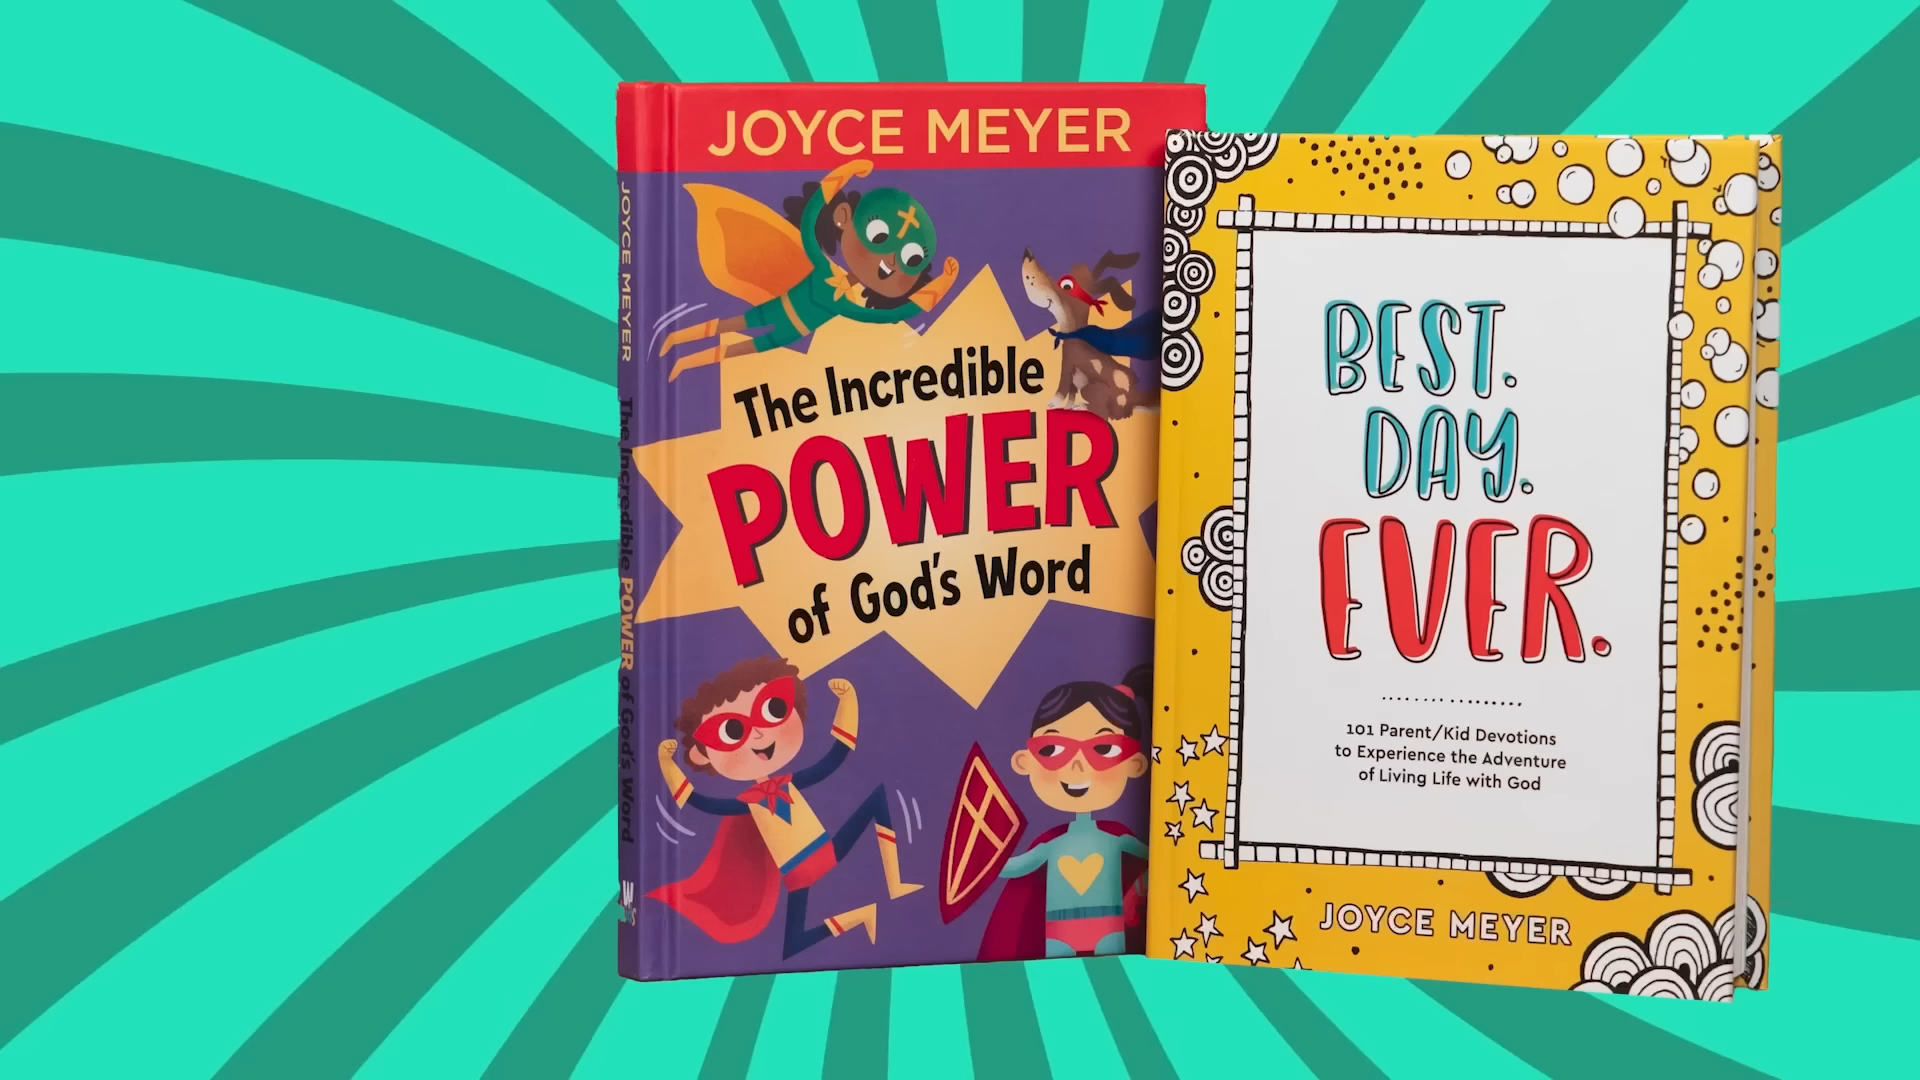 JOYCE MEYER
The Incredible
POWER
of God's Word
JOYCE MEYER The Incredible POWER of God's Word
BEST.
DAY.
EVER.
101 Parent/Kid Devotions
to Experience the Adventure
of Living Life with God
JOYCE MEYER